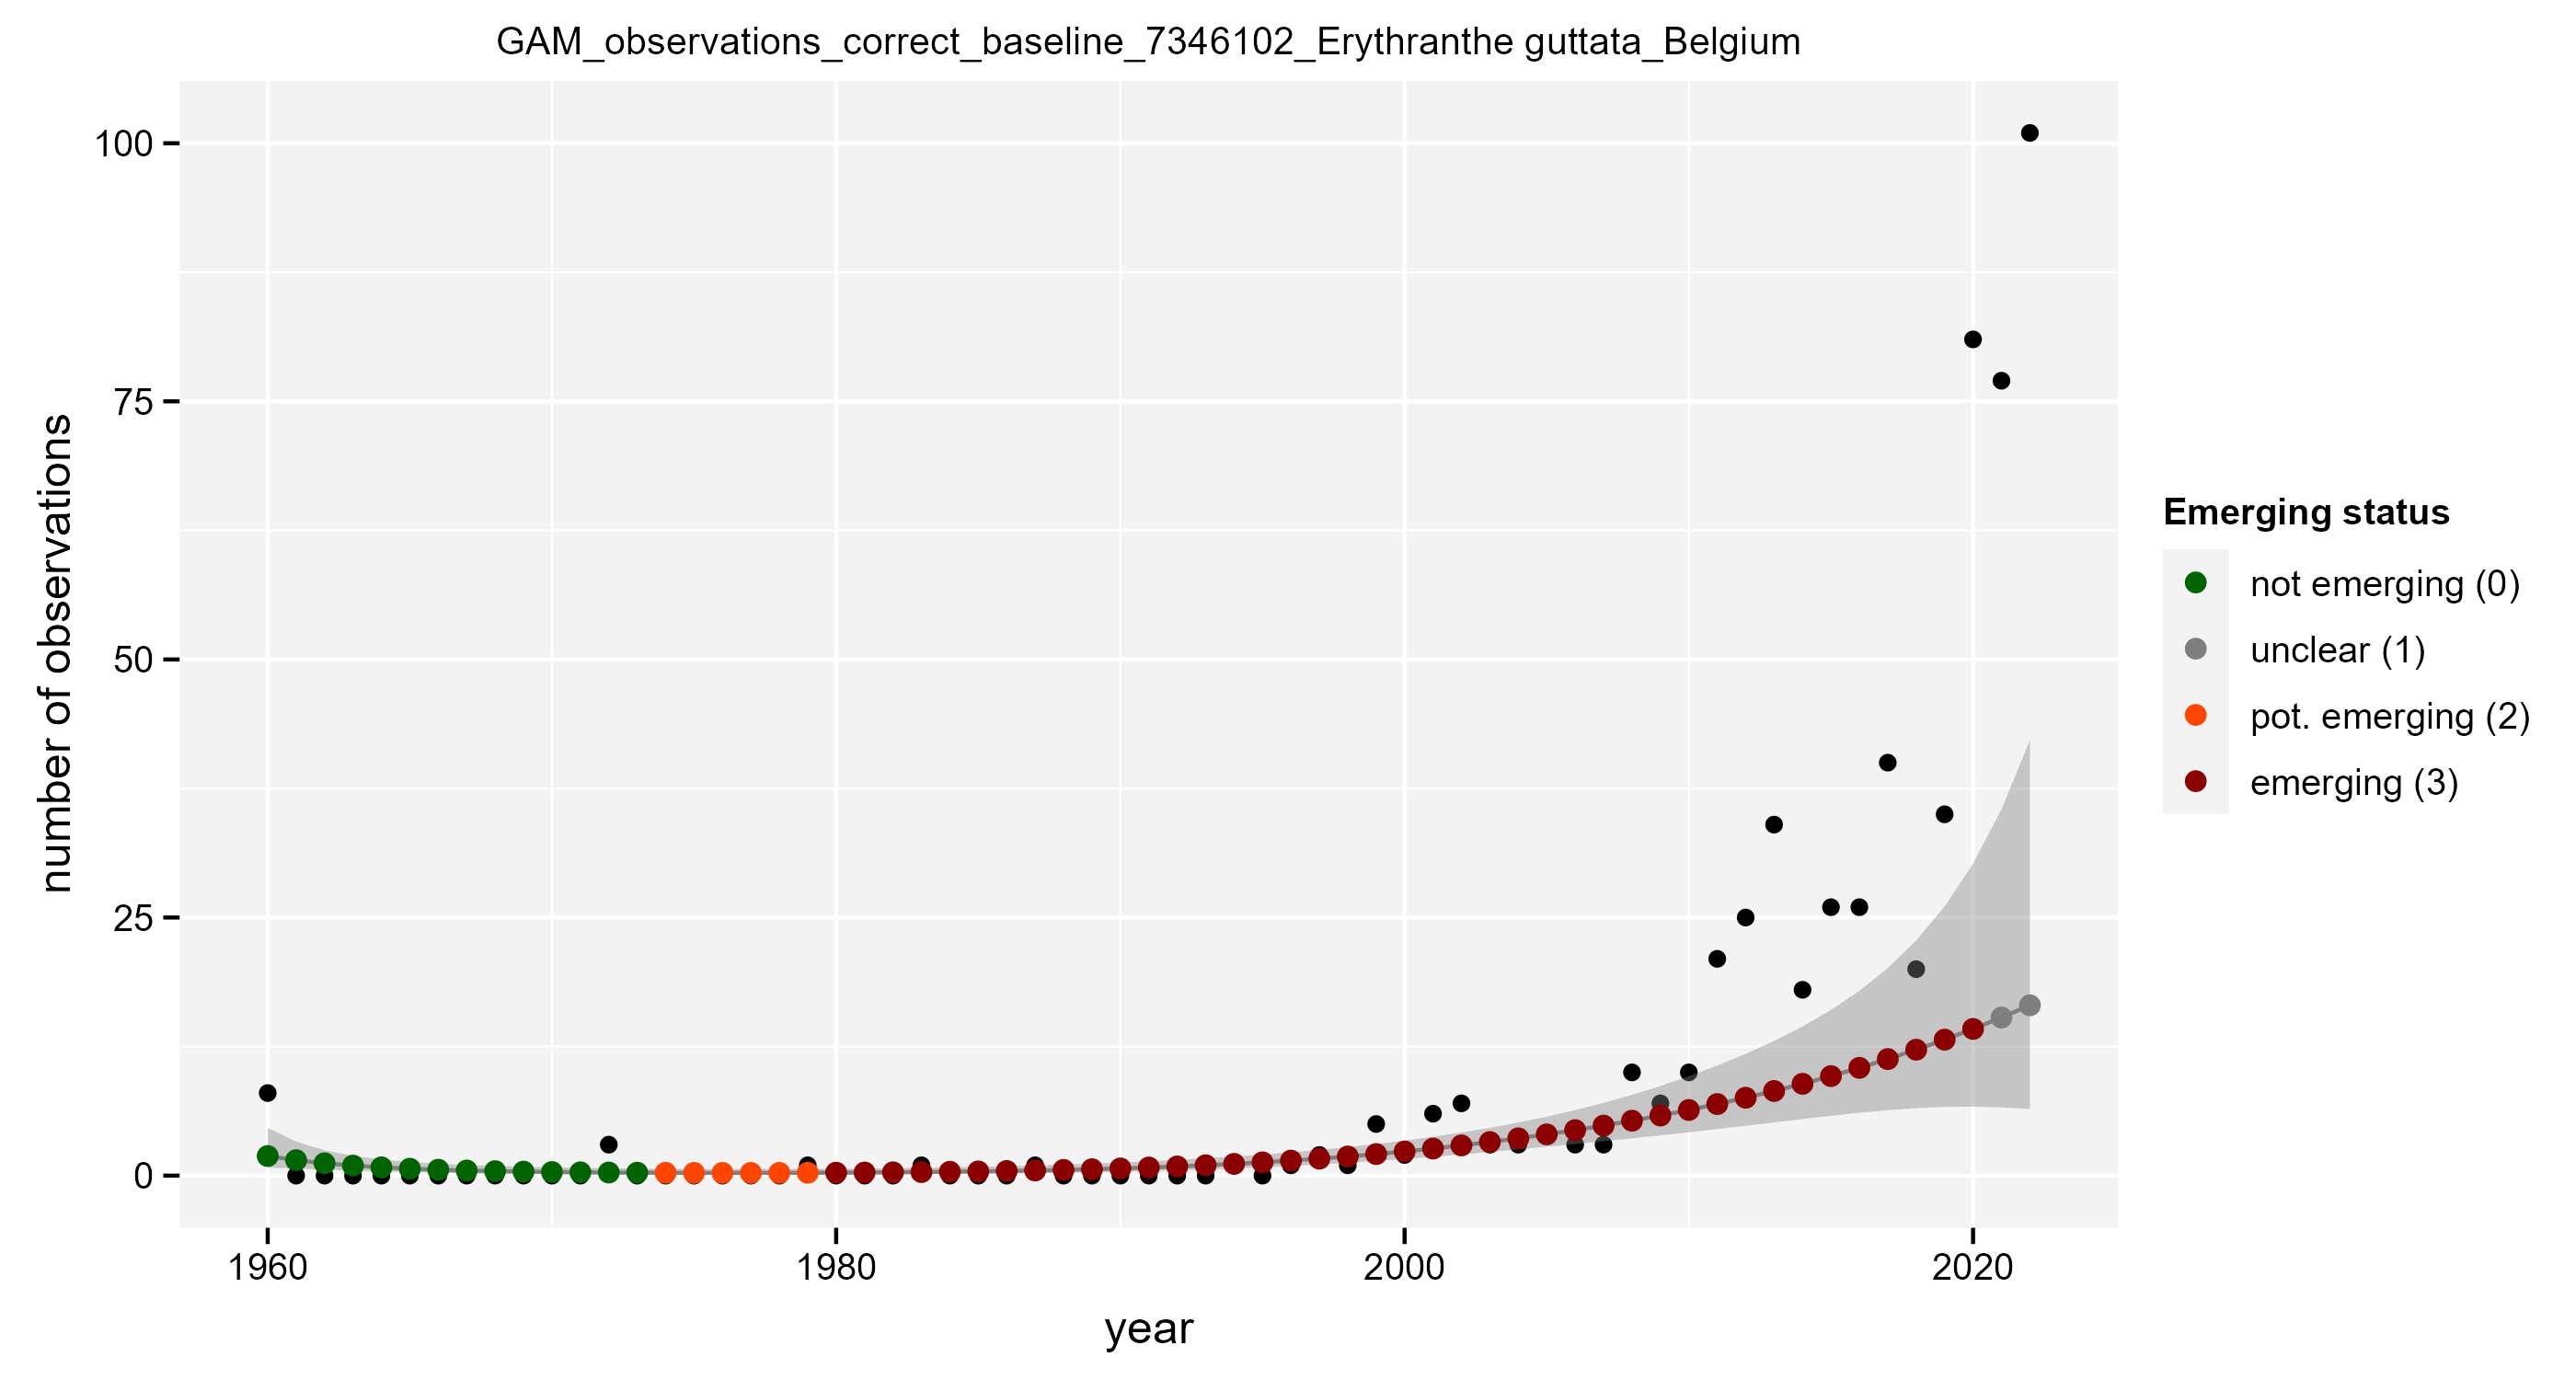 GAM_observations_correct_baseline_7346102_Erythranthe guttata_Belgium
number of observations
100
75
50
25
0
1960
1980
2000
2020
year
Emerging status
not emerging (0)
unclear (1)
pot. emerging (2)
emerging (3)